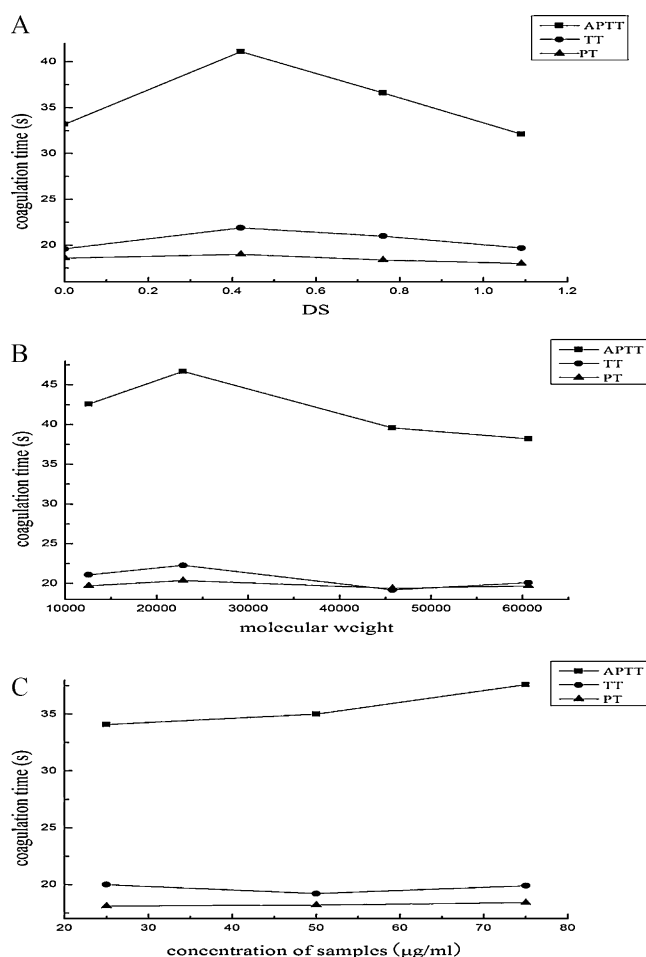 A
APTT
TT
PT
coagulation time (s)
40
35
30
25
20
0.0 0.2 0.4 0.6 0.8 1.0 1.2
DS
B
APTT
TT
PT
coagulation time (s)
45
40
35
30
25
20
10000 20000 30000 40000 50000 60000
molecular weight
C
APTT
TT
PT
coagulation time (s)
35
30
25
20
20 30 40 50 60 70 80
concentration of samples (μg/ml)